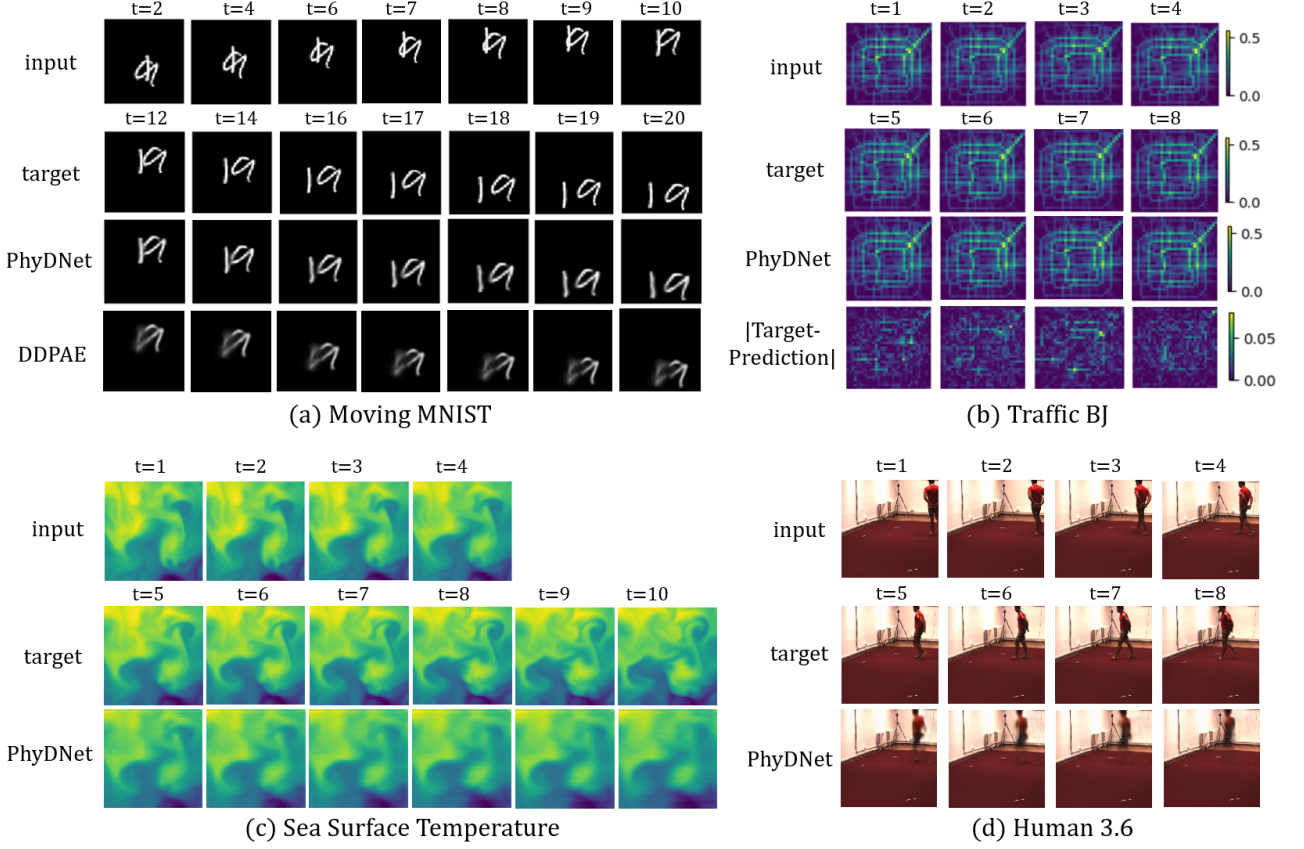 t=2 t=4 t=6 t=7 t=8 t=9 t=10
input
t=12 t=14 t=16 t=17 t=18 t=19 t=20
target
PhyDNet
DDPAE
(a) Moving MNIST
t=1 t=2 t=3 t=4
input
0.5
0.0
t=5 t=6 t=7 t=8
target
0.5
0.0
PhyDNet
0.5
0.0
|Target-
Prediction|
0.05
0.00
(b) Traffic BJ
t=1 t=2 t=3 t=4
input
t=5 t=6 t=7 t=8 t=9 t=10
target
PhyDNet
(c) Sea Surface Temperature
t=1 t=2 t=3 t=4
input
t=5 t=6 t=7 t=8
target
PhyDNet
(d) Human 3.6